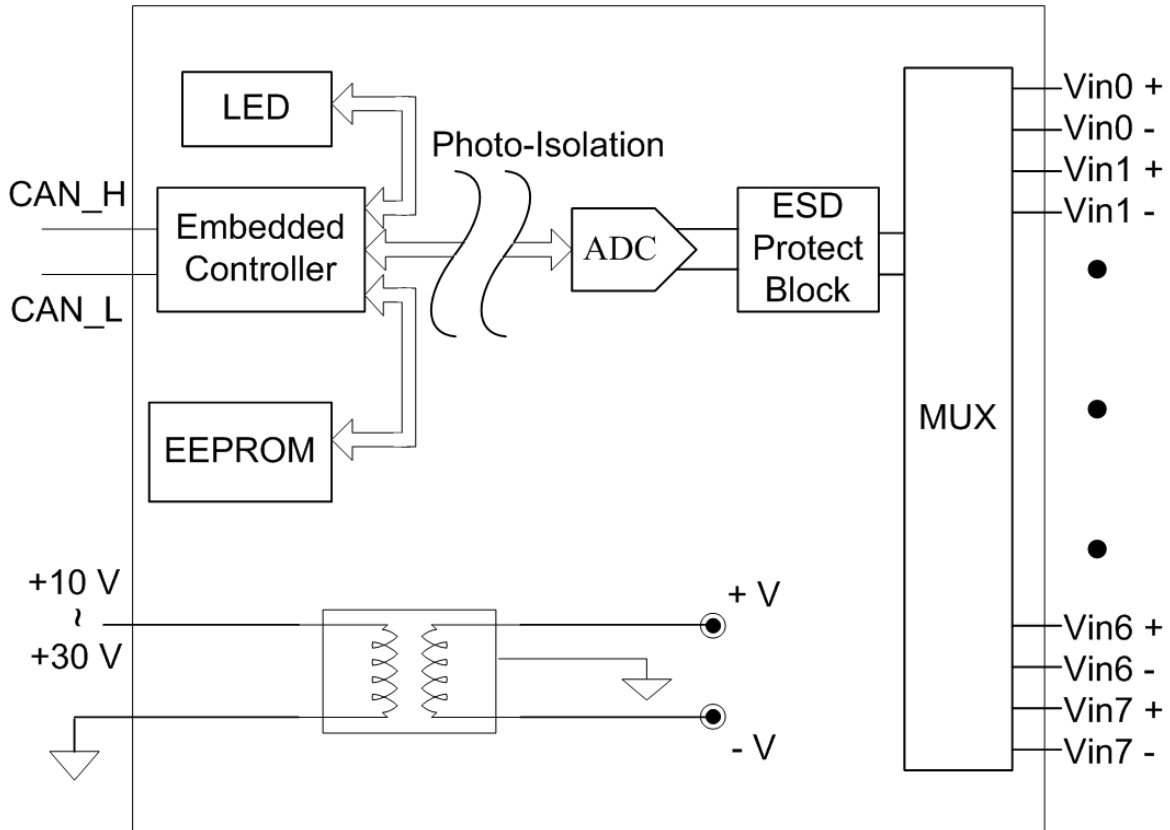 LED
Photo-Isolation
CAN_H
CAN_L
Embedded
Controller
ADC
ESD
Protect
Block
MUX
EEPROM
Vin0 +
Vin0 -
Vin1 +
Vin1 -
Vin6 +
Vin6 -
Vin7 +
Vin7 -
+10 V
~
+30 V
+ V
- V